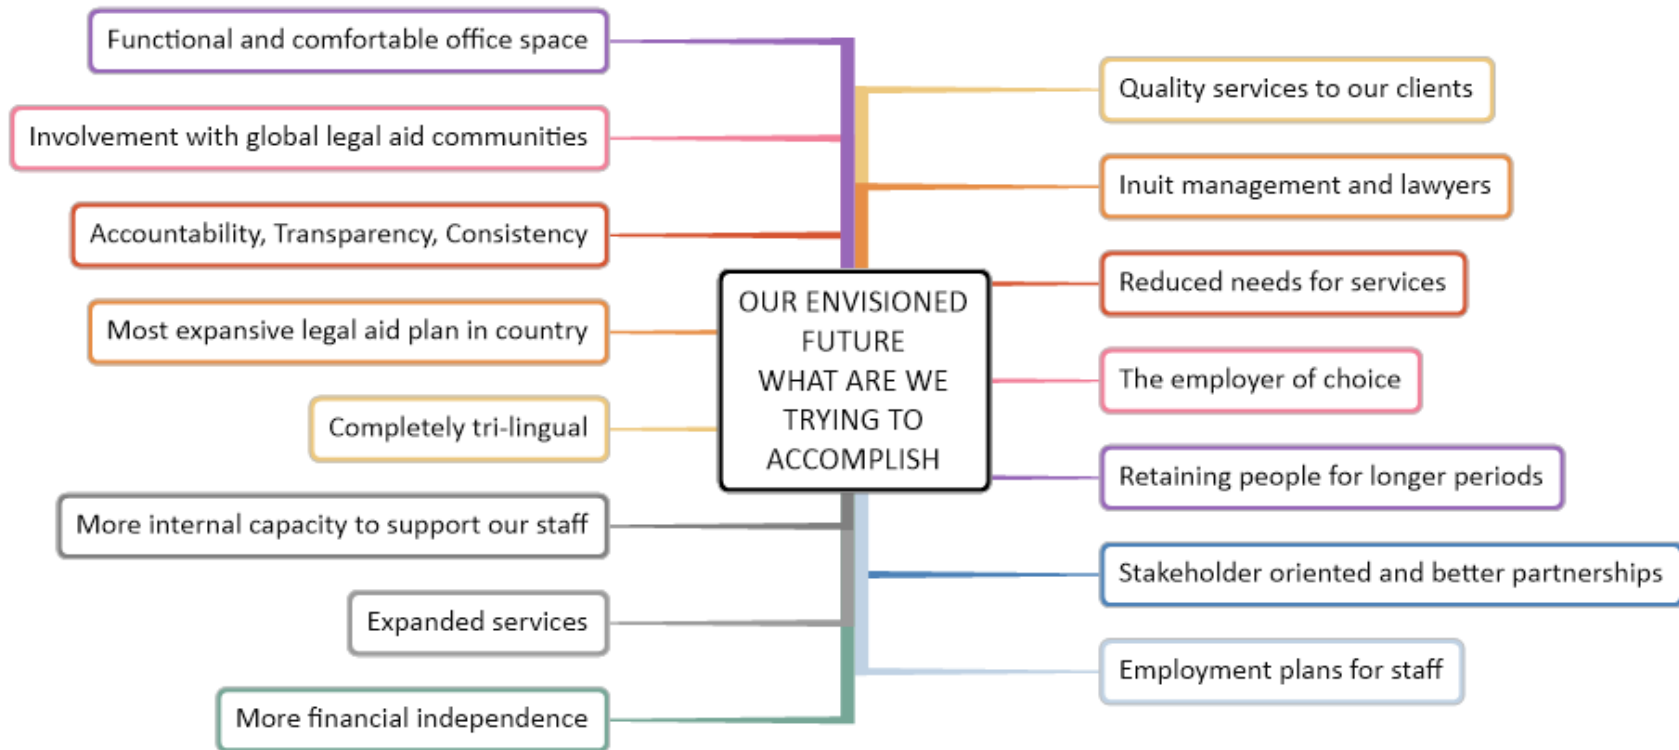 Functional and comfortable office space
Involvement with global legal aid communities
Accountability, Transparency, Consistency
Most expansive legal aid plan in country
Completely tri-lingual
More internal capacity to support our staff
Expanded services
More financial independence
OUR ENVISIONED
FUTURE
WHAT ARE WE
TRYING TO
ACCOMPLISH
Quality services to our clients
Inuit management and lawyers
Reduced needs for services
The employer of choice
Retaining people for longer periods
Stakeholder oriented and better partnerships
Employment plans for staff